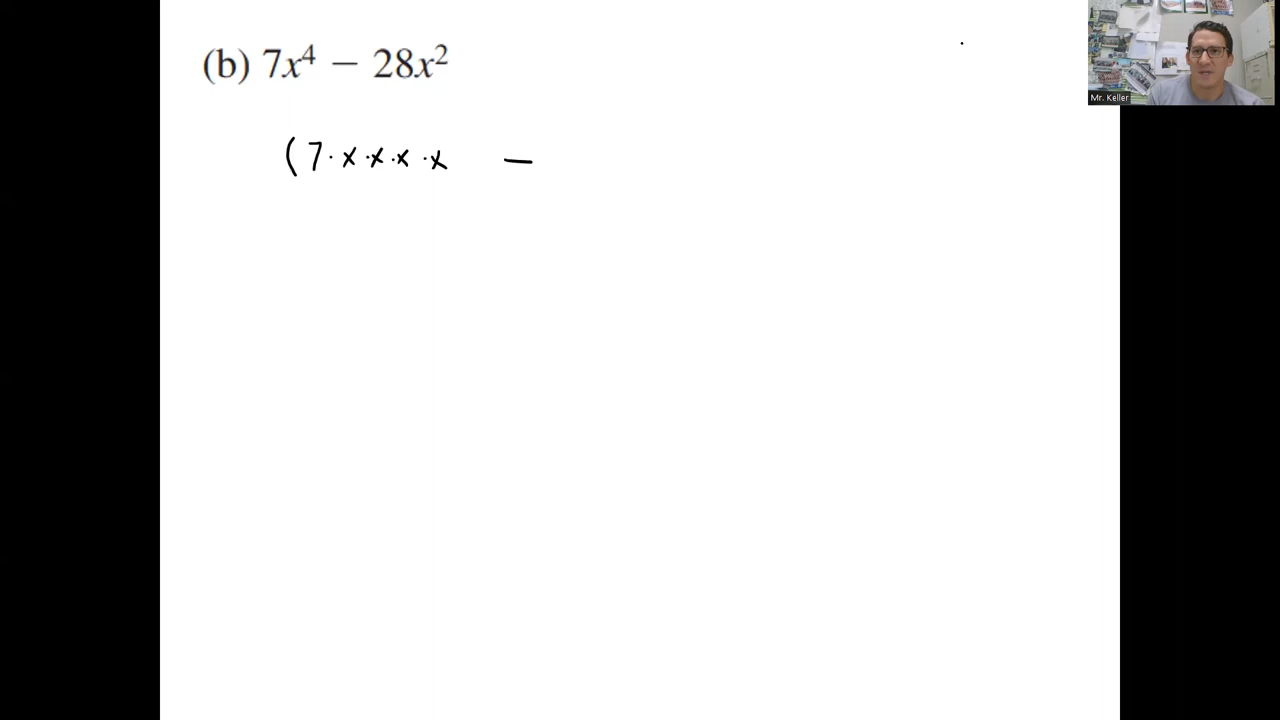 (b) 7x⁴ − 28x²
(7 · x · x · x · x −
Mr. Keller